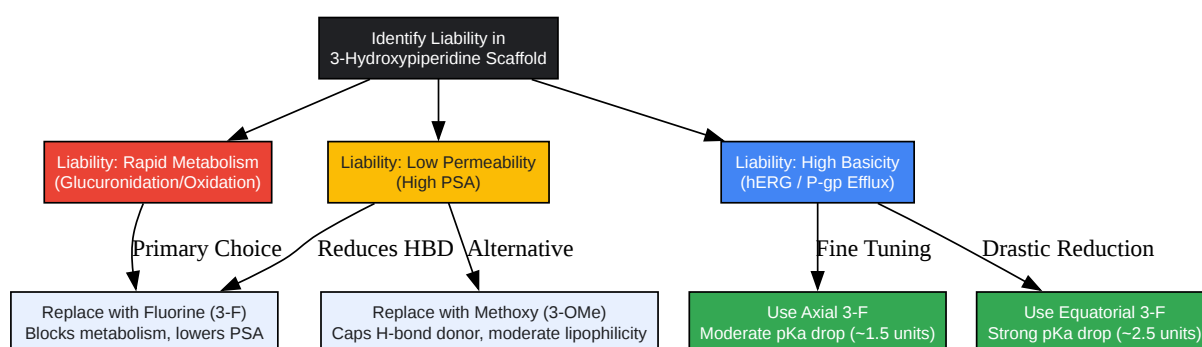 Identify Liability in
3-Hydroxypiperidine Scaffold
Liability: Rapid Metabolism
(Glucuronidation/Oxidation)
Liability: Low Permeability
(High PSA)
Liability: High Basicity
(hERG / P-gp Efflux)
Primary Choice
Reduces HBD
Alternative
Fine Tuning
Drastic Reduction
Replace with Fluorine (3-F)
Blocks metabolism, lowers PSA
Replace with Methoxy (3-OMe)
Caps H-bond donor, moderate lipophilicity
Use Axial 3-F
Moderate pKa drop (~1.5 units)
Use Equatorial 3-F
Strong pKa drop (~2.5 units)